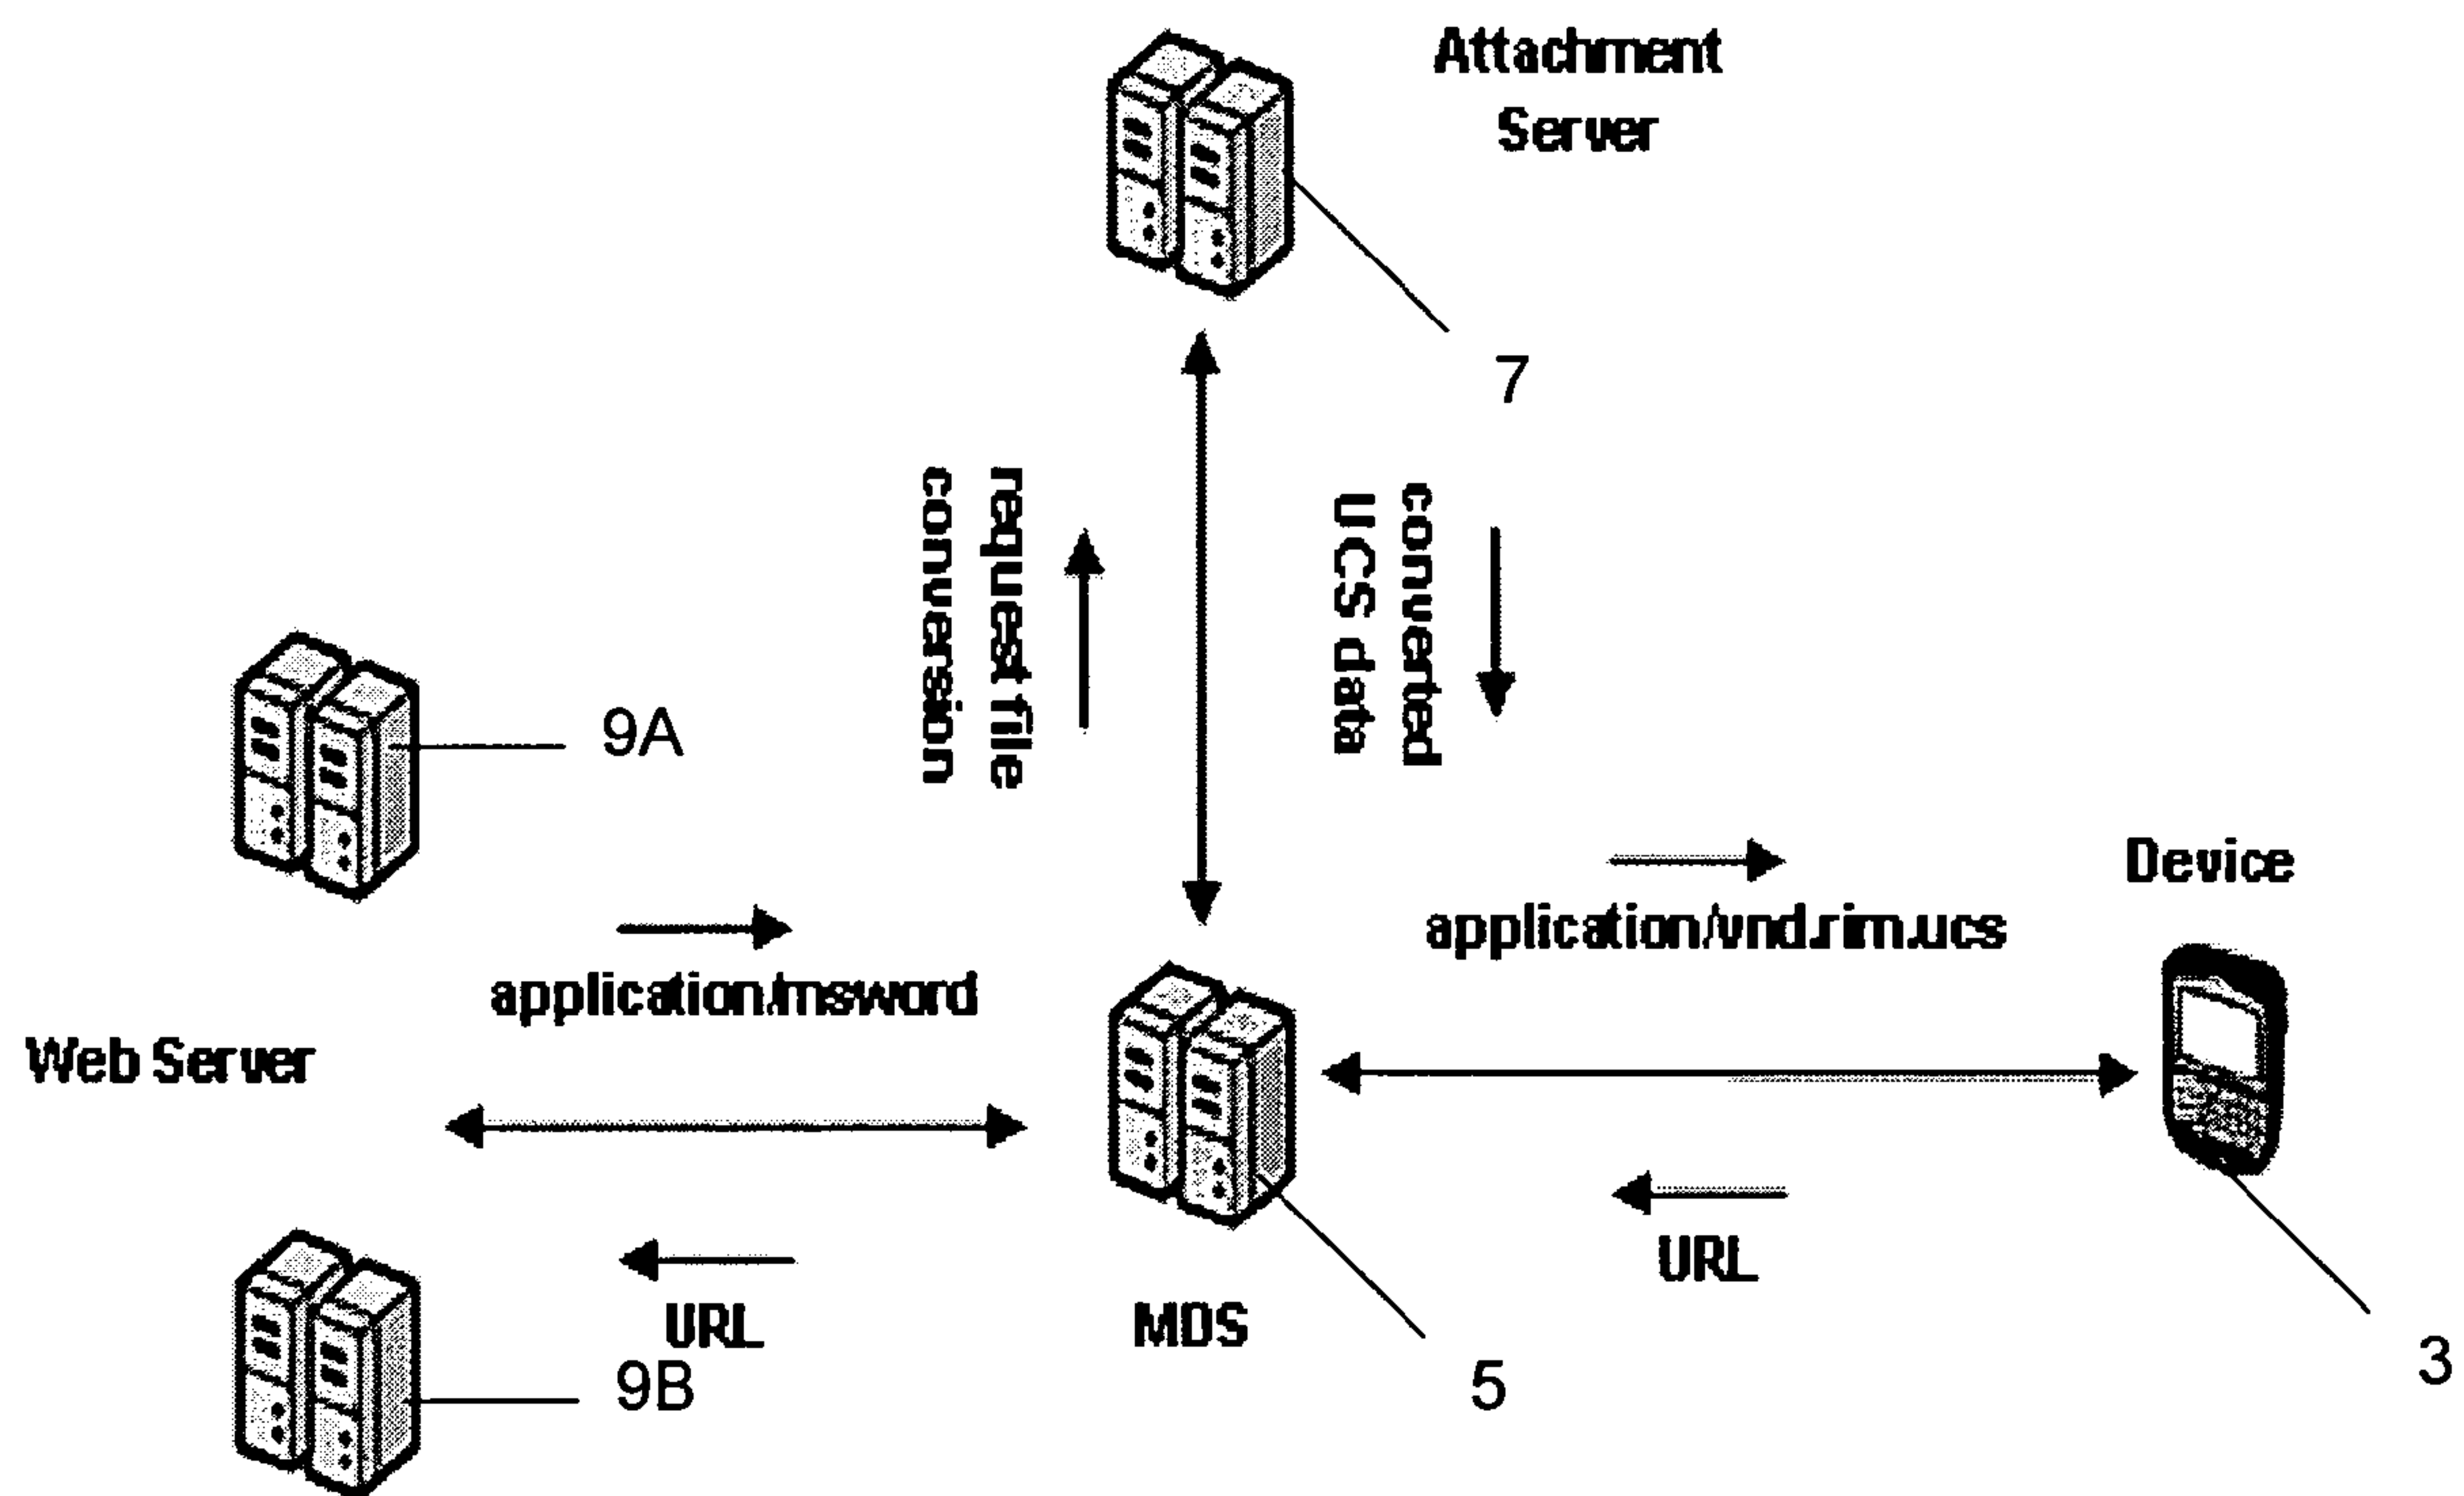 Attachment
Server
7
request file
conversion
converted
UCS data
9A
Device
application/vnd.rim.ucs
application/msword
Web Server
URL
URL
MDS
9B
5
3